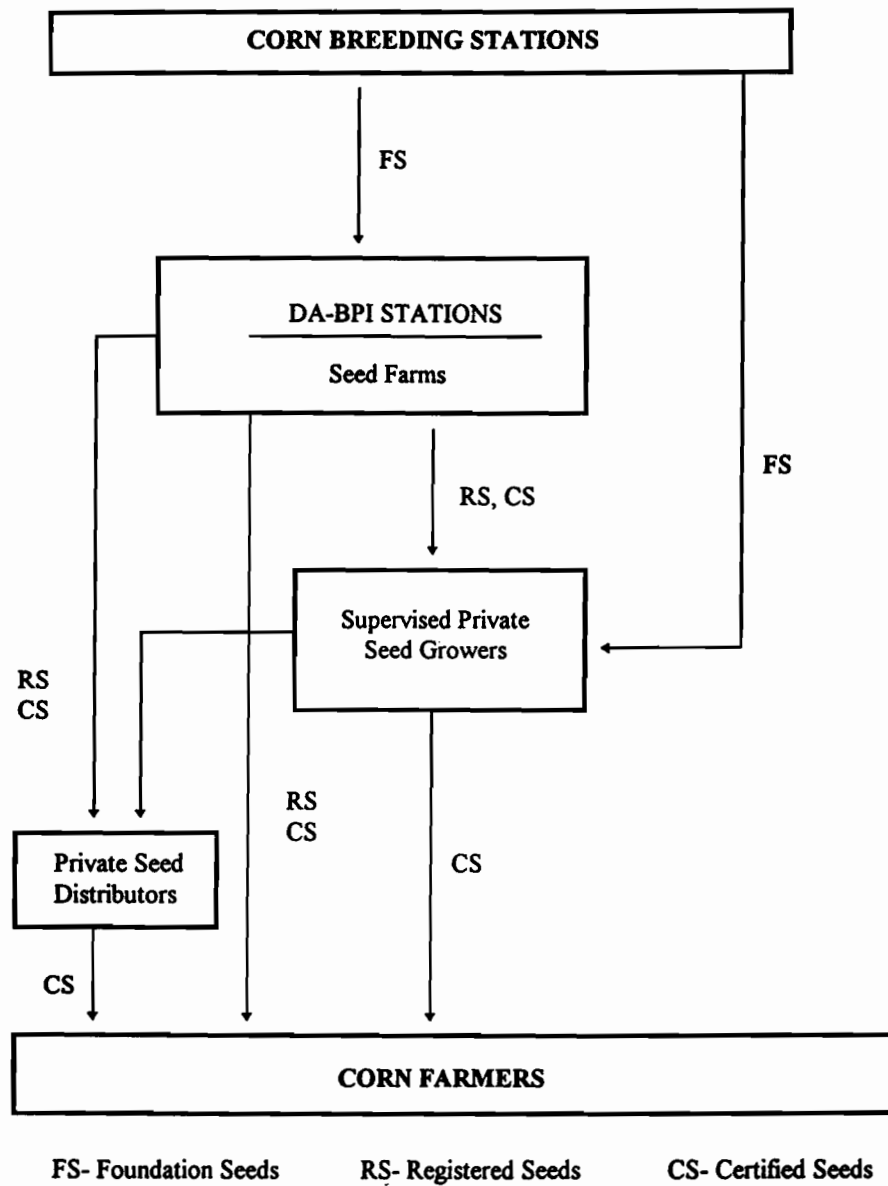 CORN BREEDING STATIONS
FS
DA-BPI STATIONS
Seed Farms
FS
RS, CS
Supervised Private
Seed Growers
RS
CS
RS
CS
Private Seed
Distributors
CS
CS
CORN FARMERS
FS- Foundation Seeds RS- Registered Seeds CS- Certified Seeds